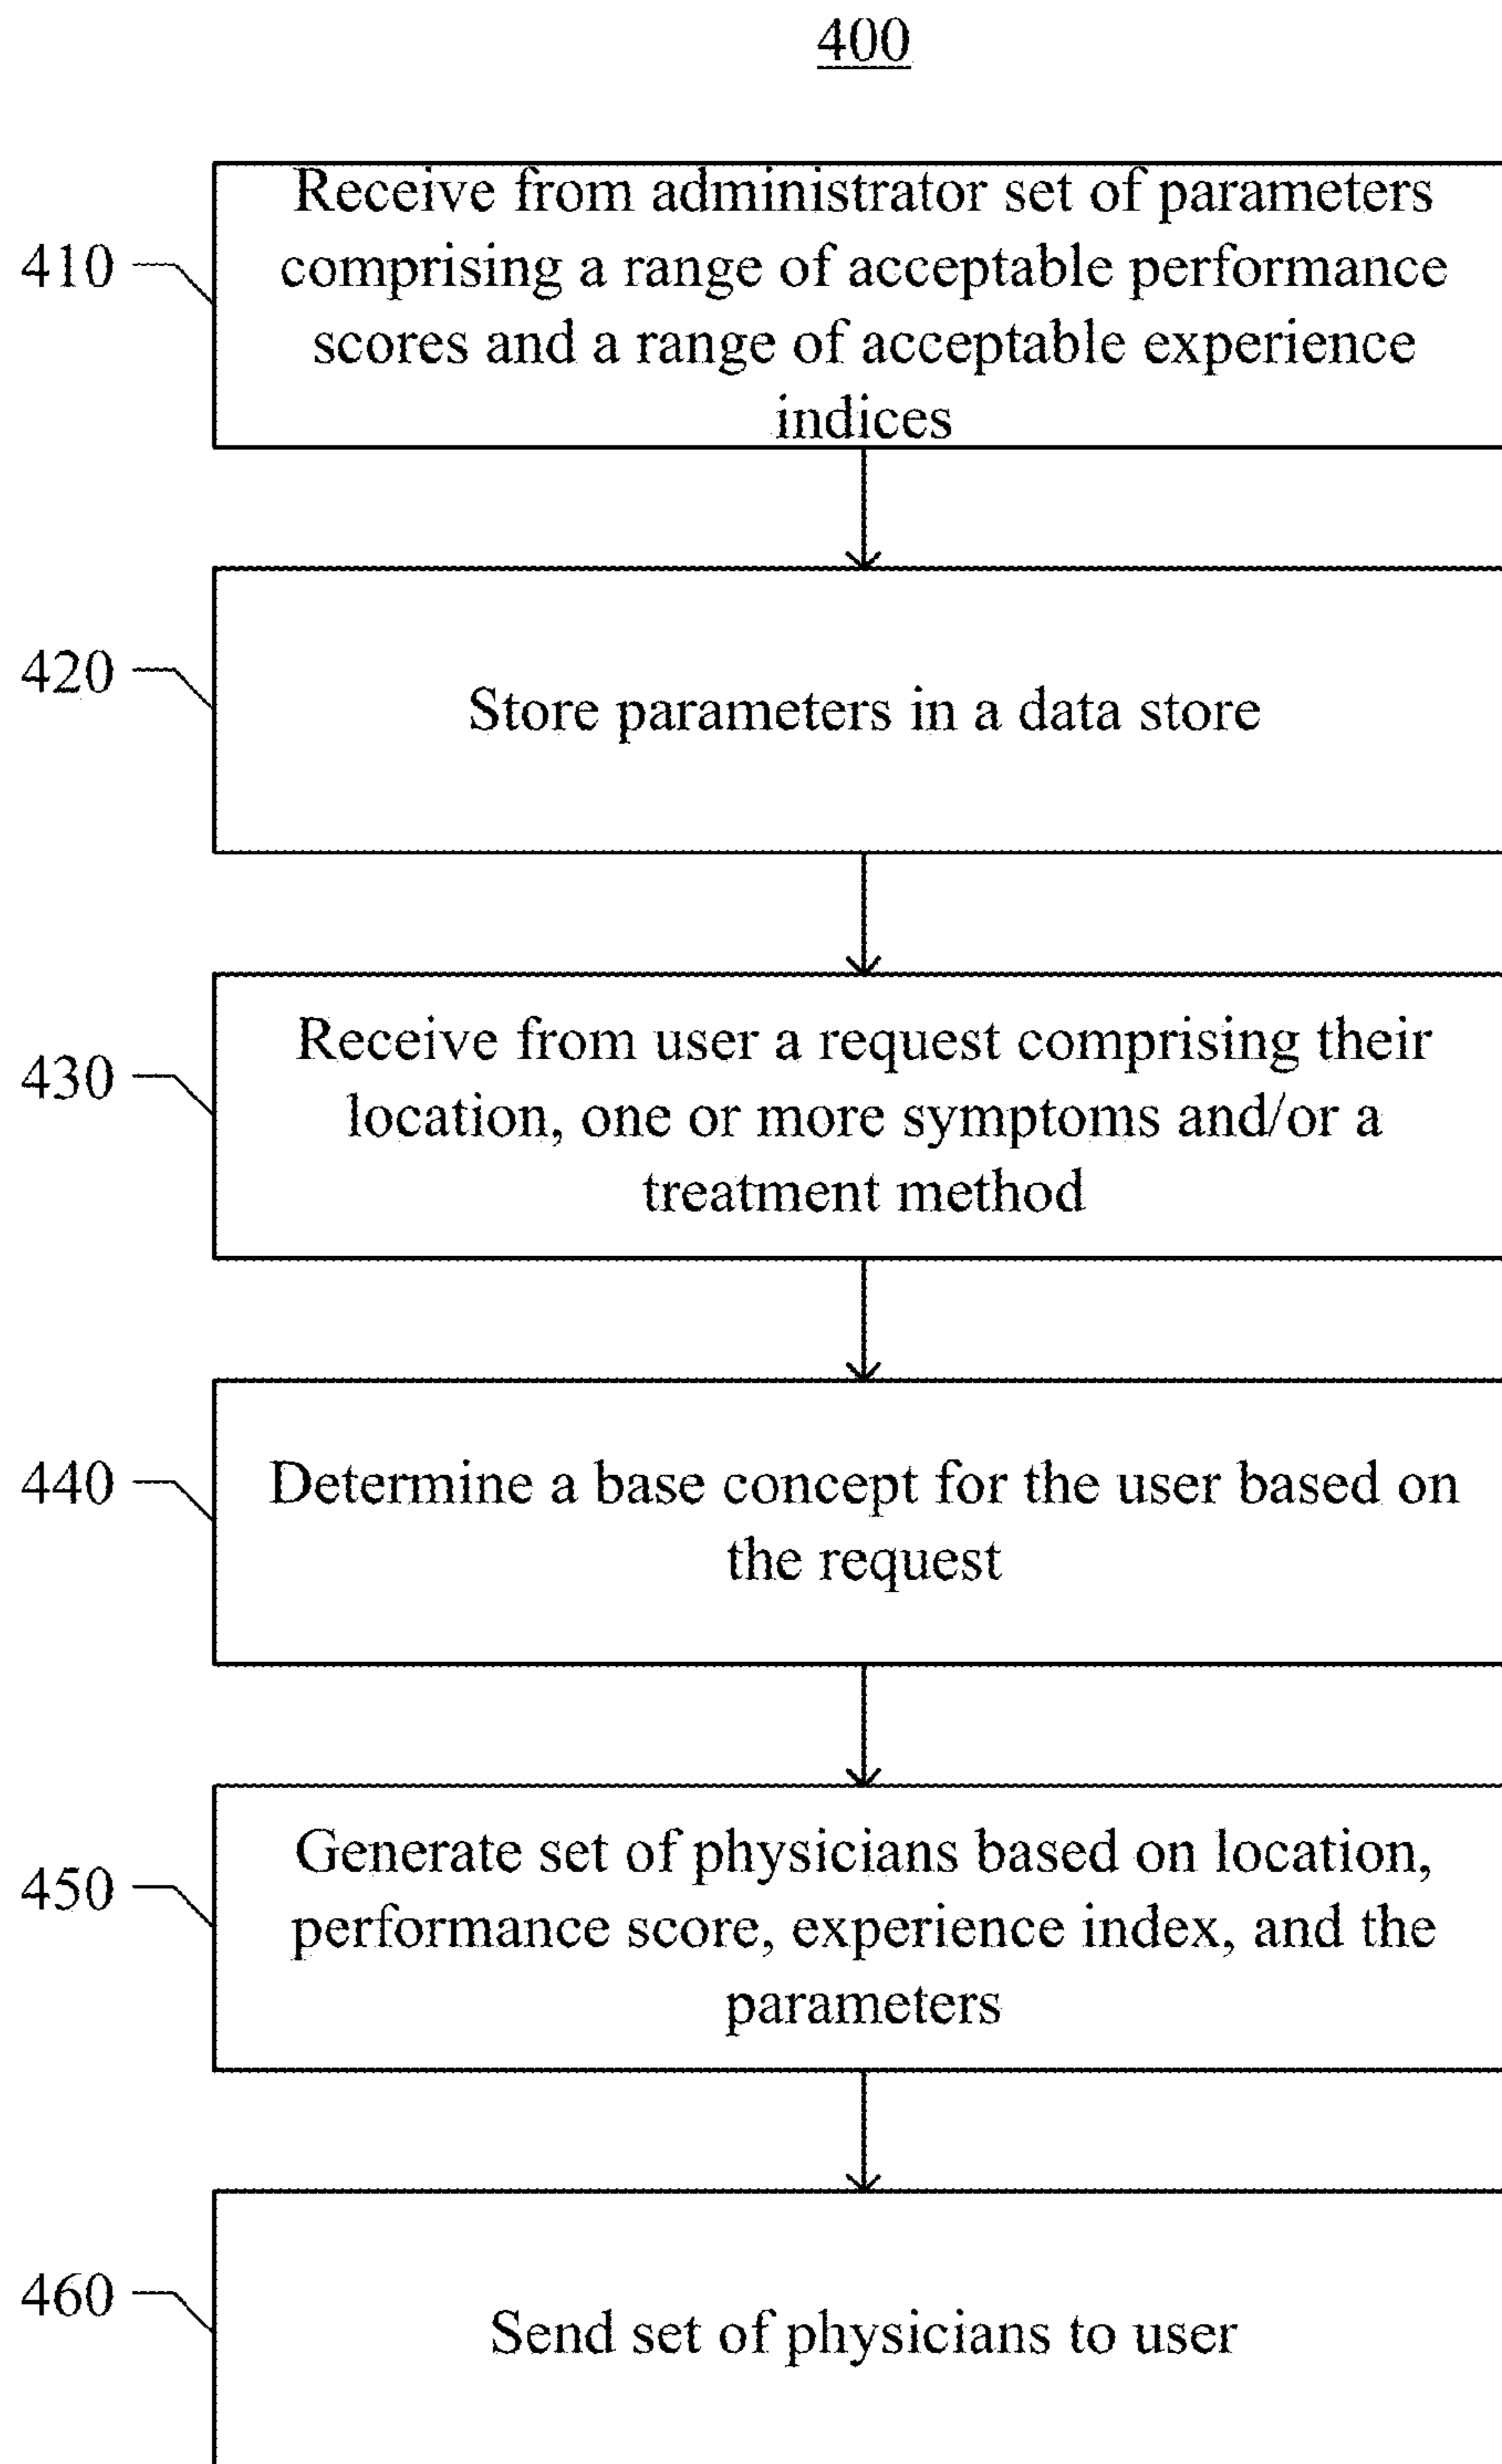 400
410
Receive from administrator set of parameters
comprising a range of acceptable performance
scores and a range of acceptable experience
indices
420
Store parameters in a data store
430
Receive from user a request comprising their
location, one or more symptoms and/or a
treatment method
440
Determine a base concept for the user based on
the request
450
Generate set of physicians based on location,
performance score, experience index, and the
parameters
460
Send set of physicians to user